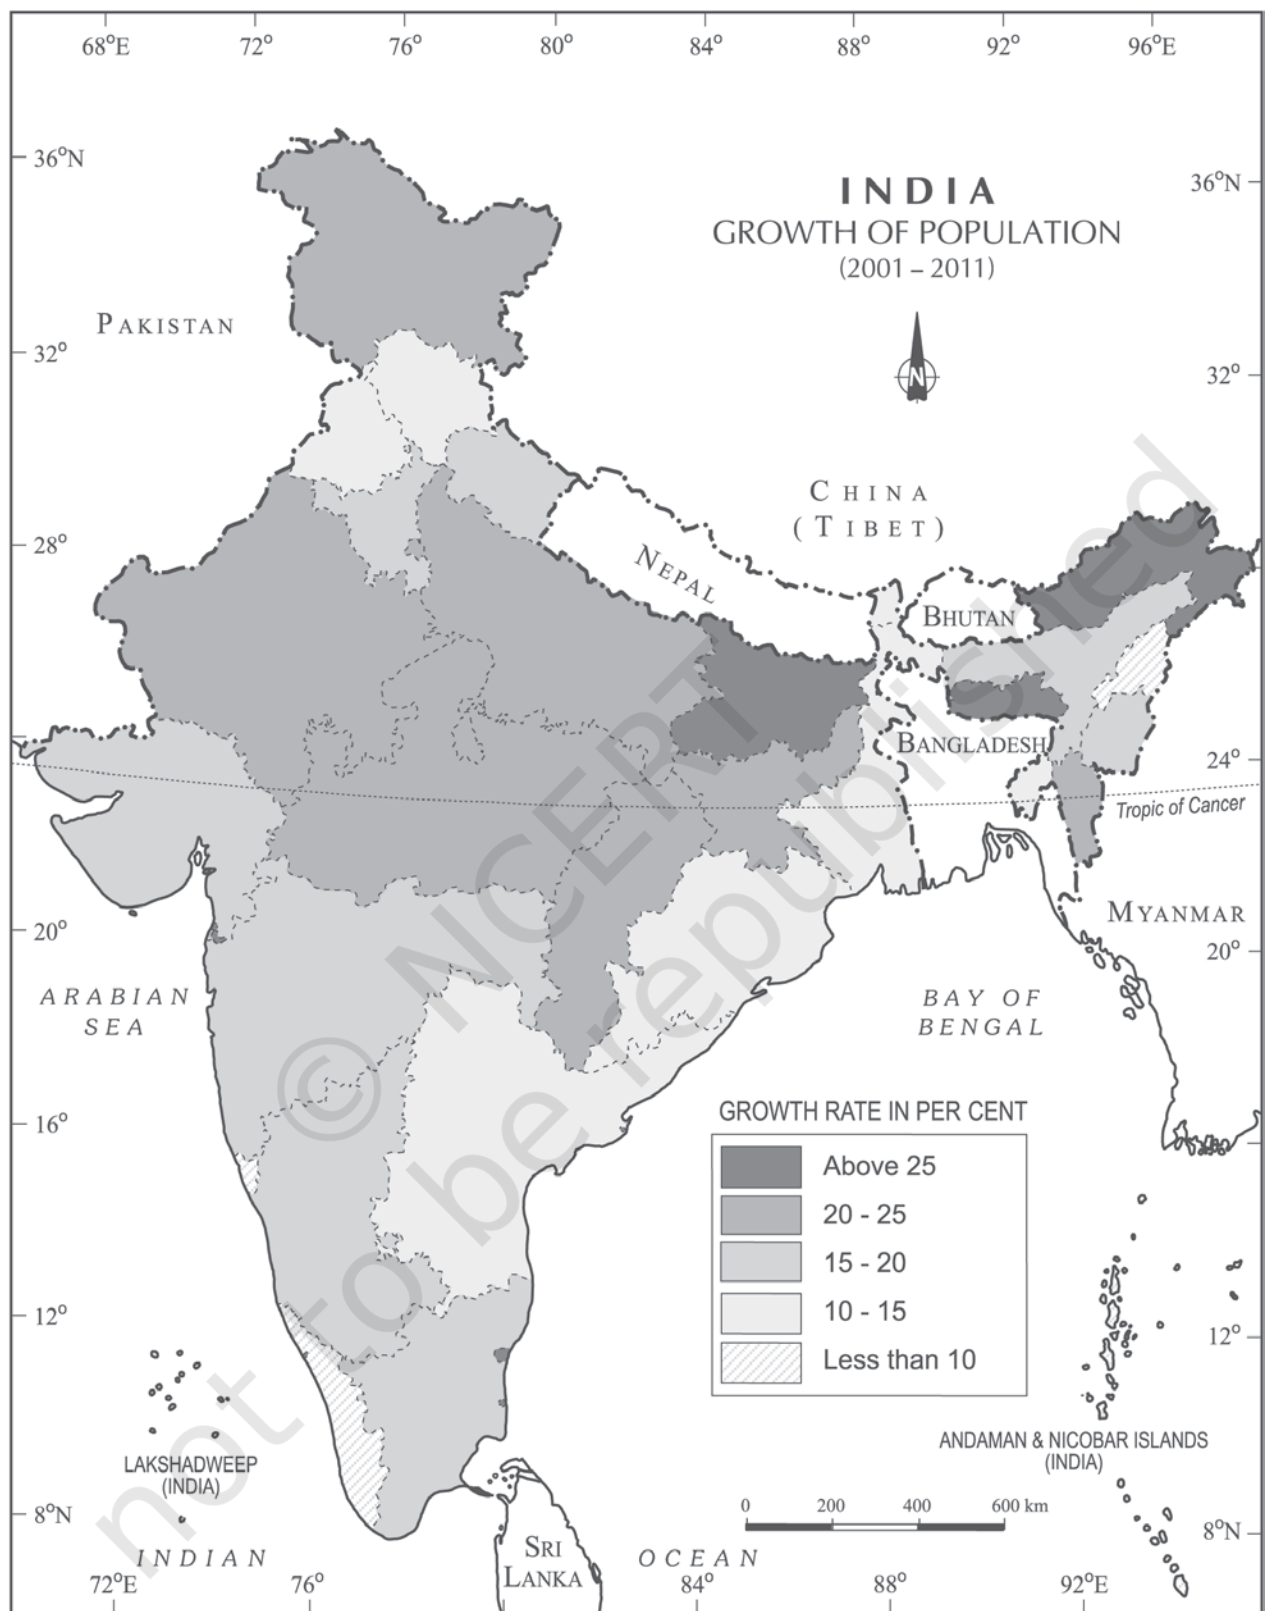 68°E 72° 76° 80° 84° 88° 92° 96°E
36°N
36°N
INDIA
GROWTH OF POPULATION
(2001 – 2011)
PAKISTAN
N
32°
32°
CHINA
(TIBET)
28°
NEPAL
BHUTAN
BANGLADESH
24°
Tropic of Cancer
MYANMAR
20°
20°
ARABIAN
SEA
BAY OF
BENGAL
© NCERT
not to be republished
16°
GROWTH RATE IN PER CENT
Above 25
20 - 25
15 - 20
10 - 15
Less than 10
12°
12°
LAKSHADWEEP
(INDIA)
ANDAMAN & NICOBAR ISLANDS
(INDIA)
0 200 400 600 km
8°N
8°N
INDIAN
SRI
LANKA
OCEAN
72°E 76° 84° 88° 92°E